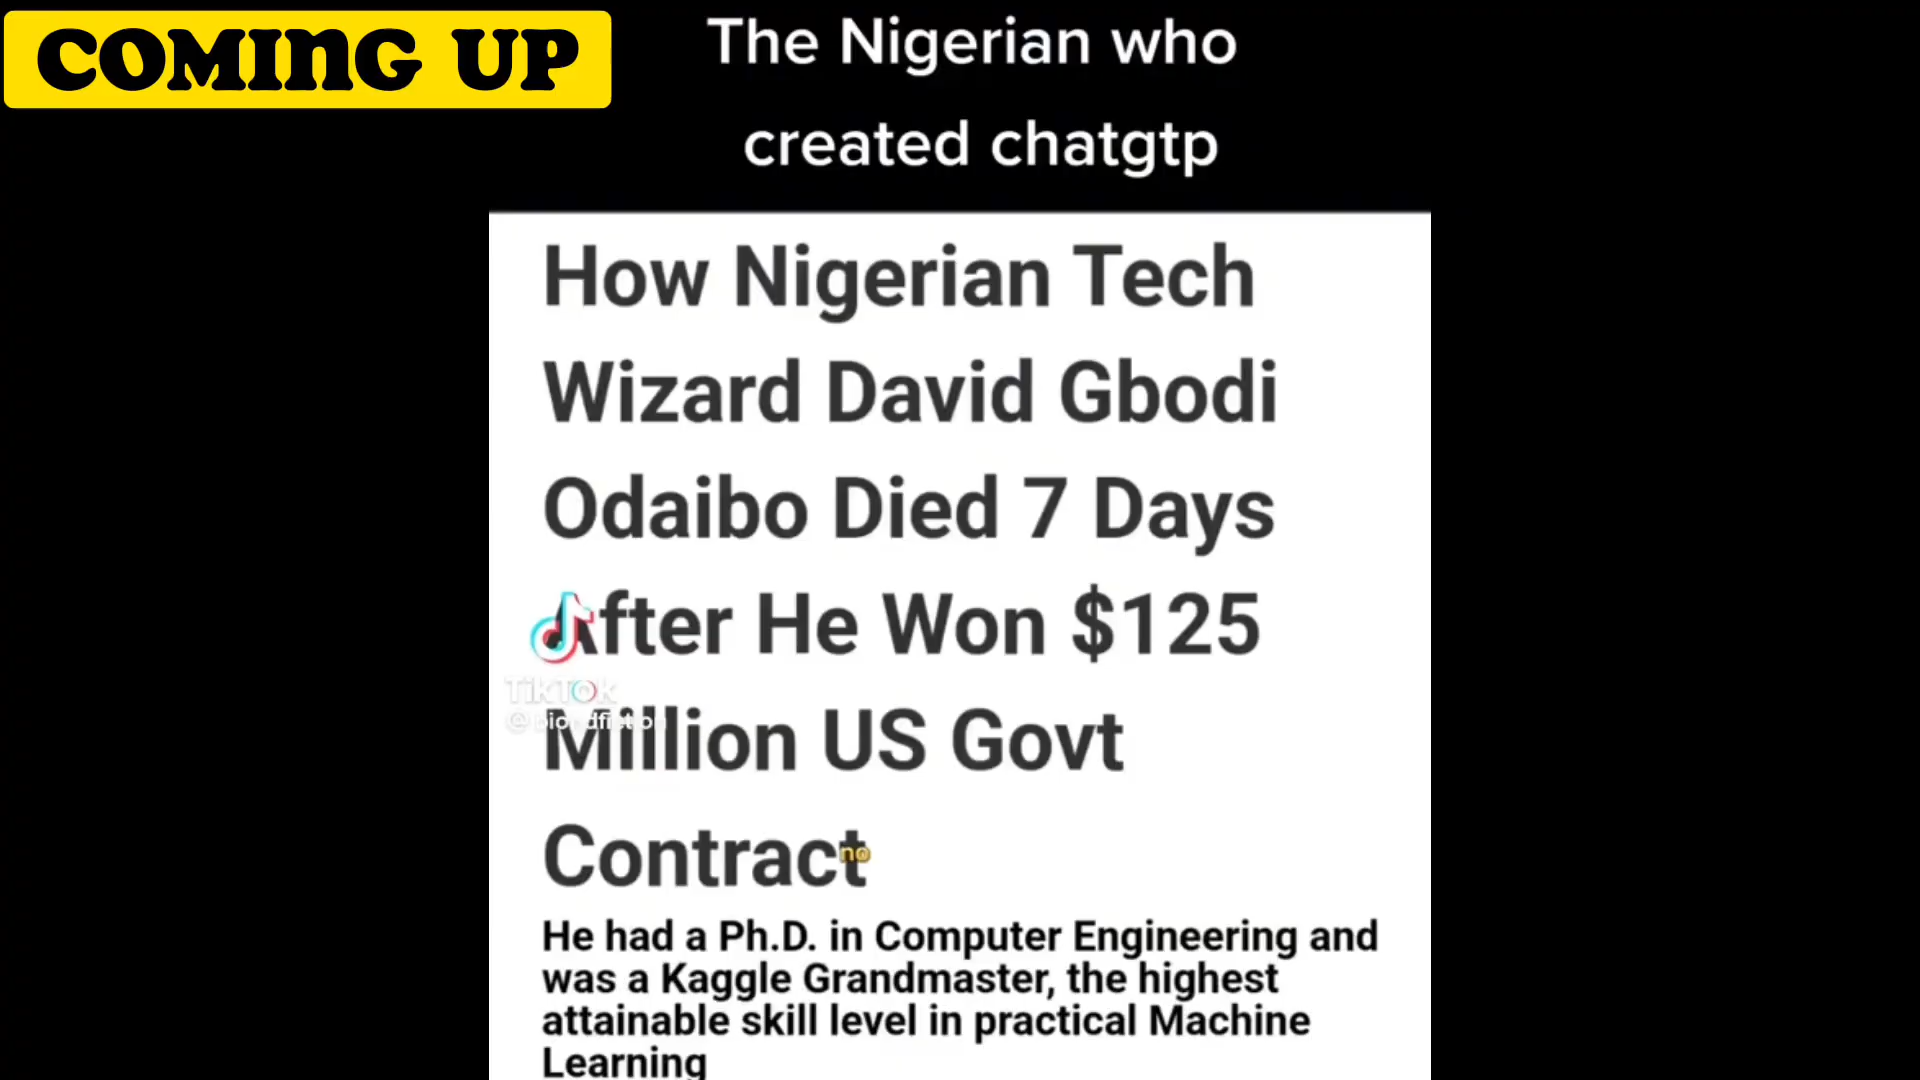 COMING UP
The Nigerian who
created chatgtp
How Nigerian Tech
Wizard David Gbodi
Odaibo Died 7 Days
After He Won $125
TikTok
Million US Govt
Contract
no
He had a Ph.D. in Computer Engineering and
was a Kaggle Grandmaster, the highest
attainable skill level in practical Machine
Learning